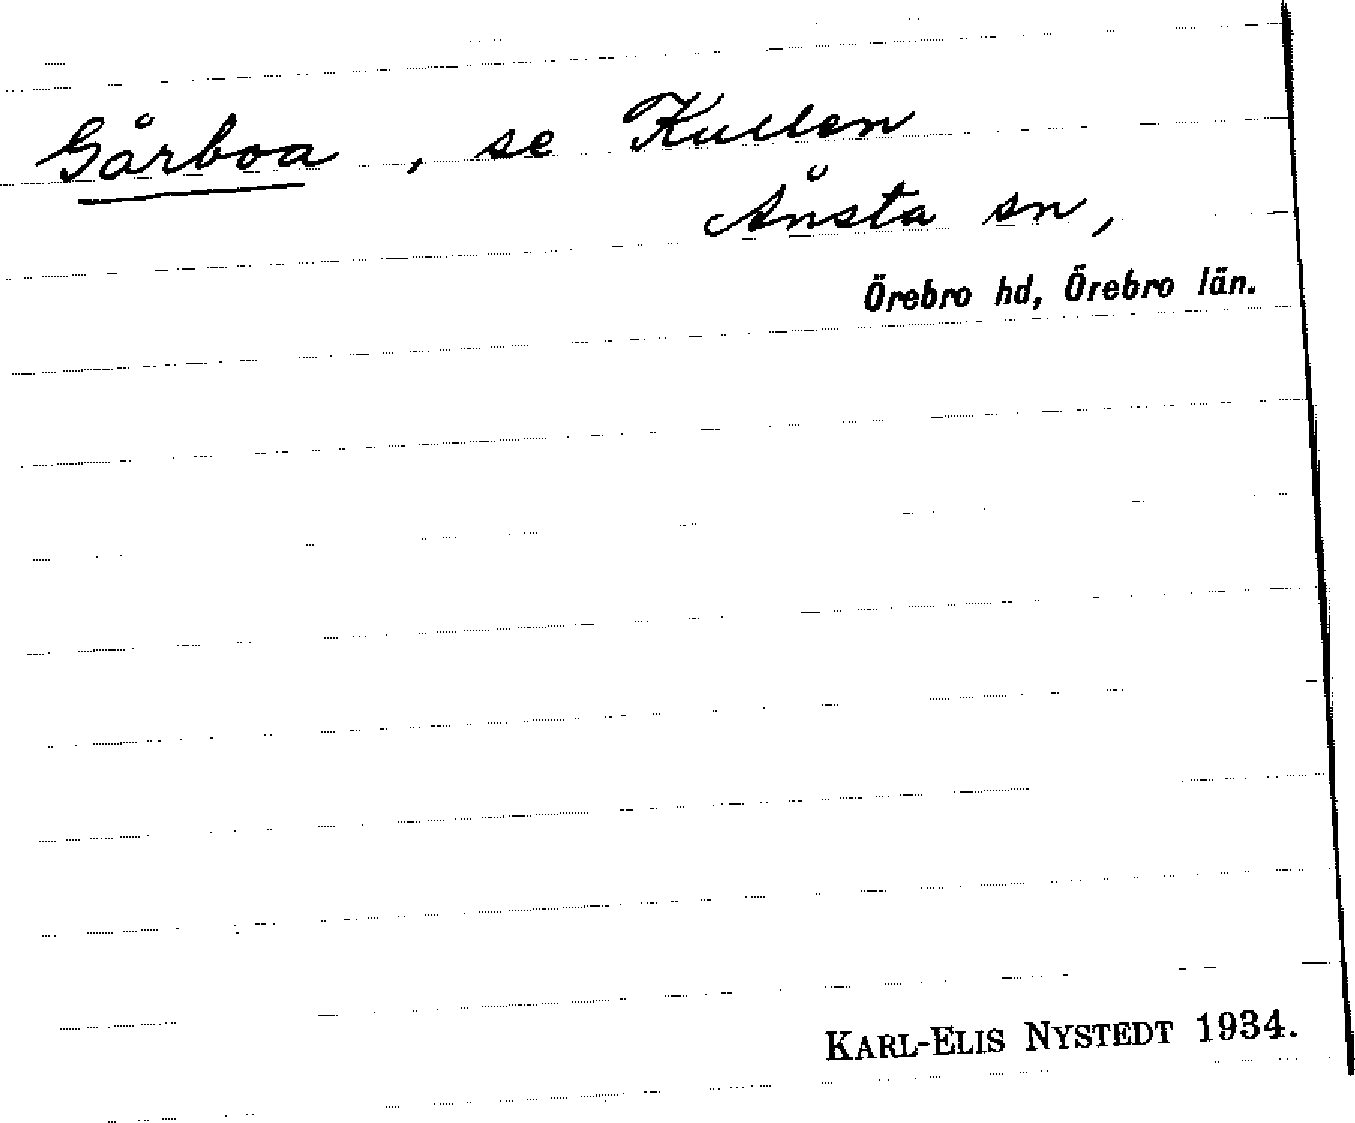 Gårboa, se Kullen
Ånsta sn,
Örebro hd, Örebro län.
KARL-ELIS NYSTEDT 1934.